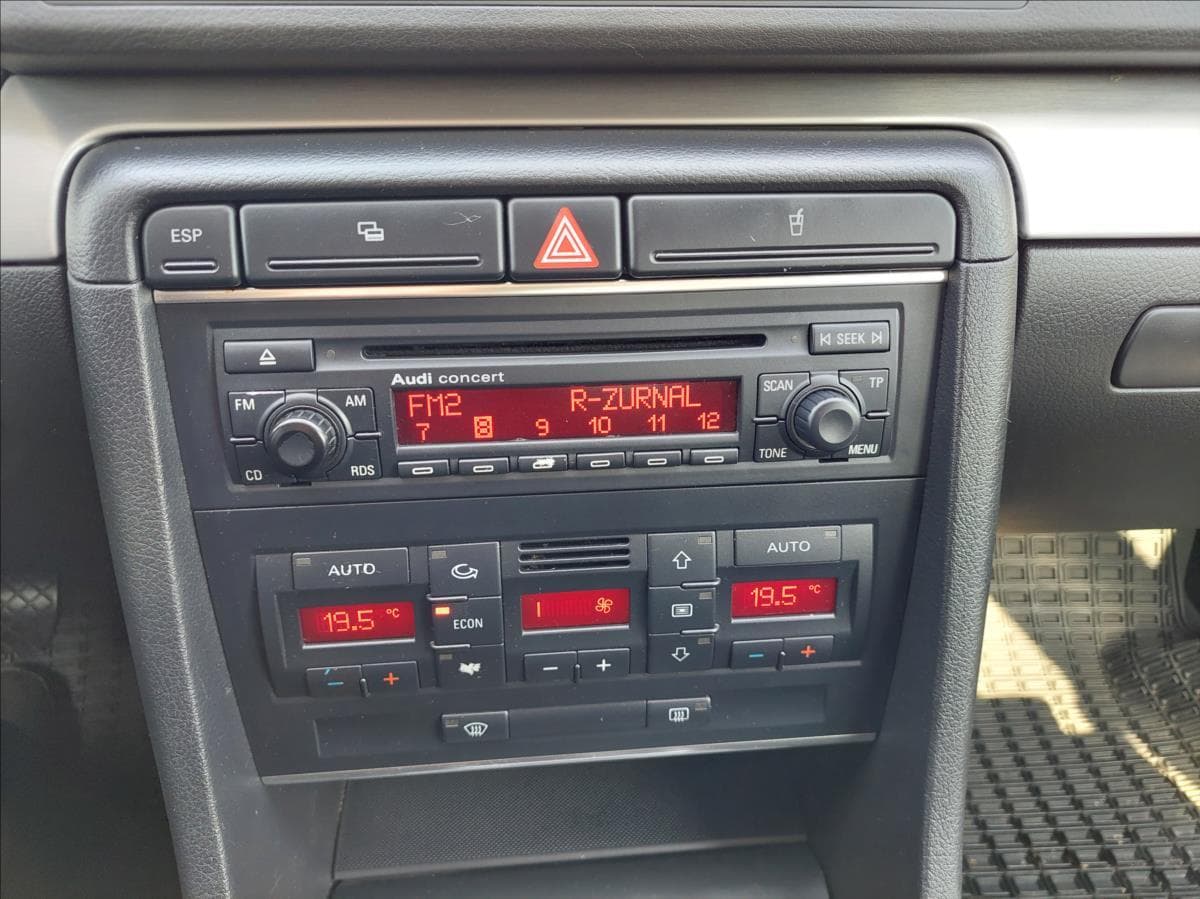 ESP
SEEK
Audi concert
FM AM
FM2 R-ZURNAL
7 8 9 10 11 12
SCAN TP
CD RDS
TONE MENU
AUTO AUTO
19.5 °C
ECON
1
19.5 °C
- +
- +
- +